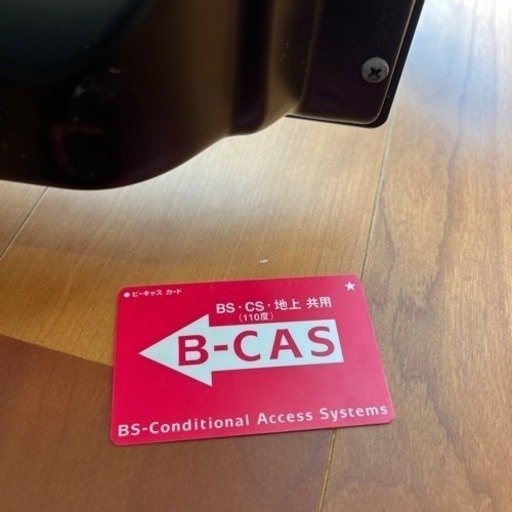 ● ビーキャス カード
★
BS・CS・地上 共用
(110度)
B-CAS
BS-Conditional Access Systems